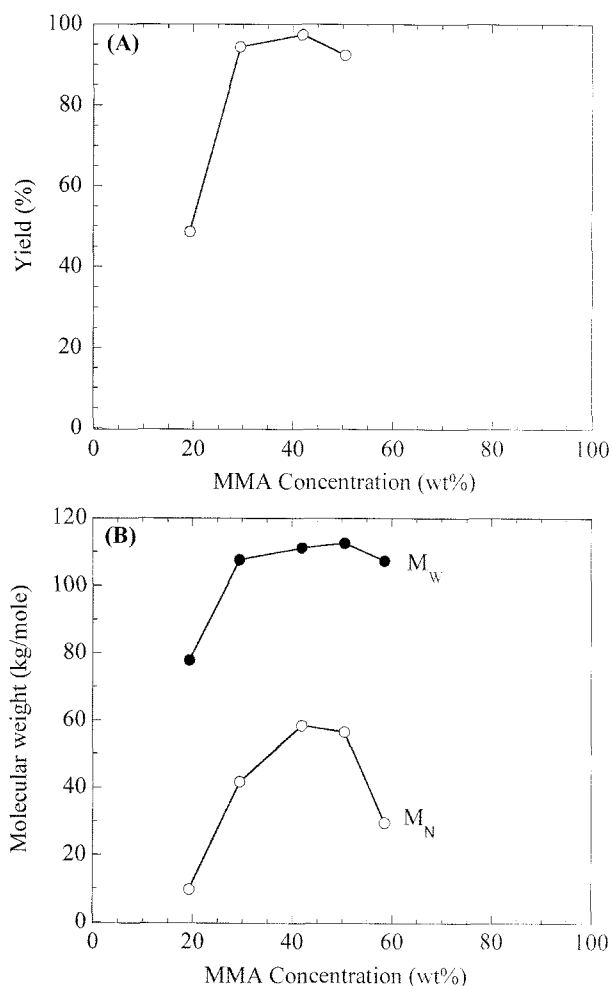 100
(A)
80
60
40
20
0
Yield (%)
0 20 40 60 80 100
MMA Concentration (wt%)
120
(B)
100
80
60
40
20
0
Molecular weight (kg/mole)
M_W
M_N
0 20 40 60 80 100
MMA Concentration (wt%)